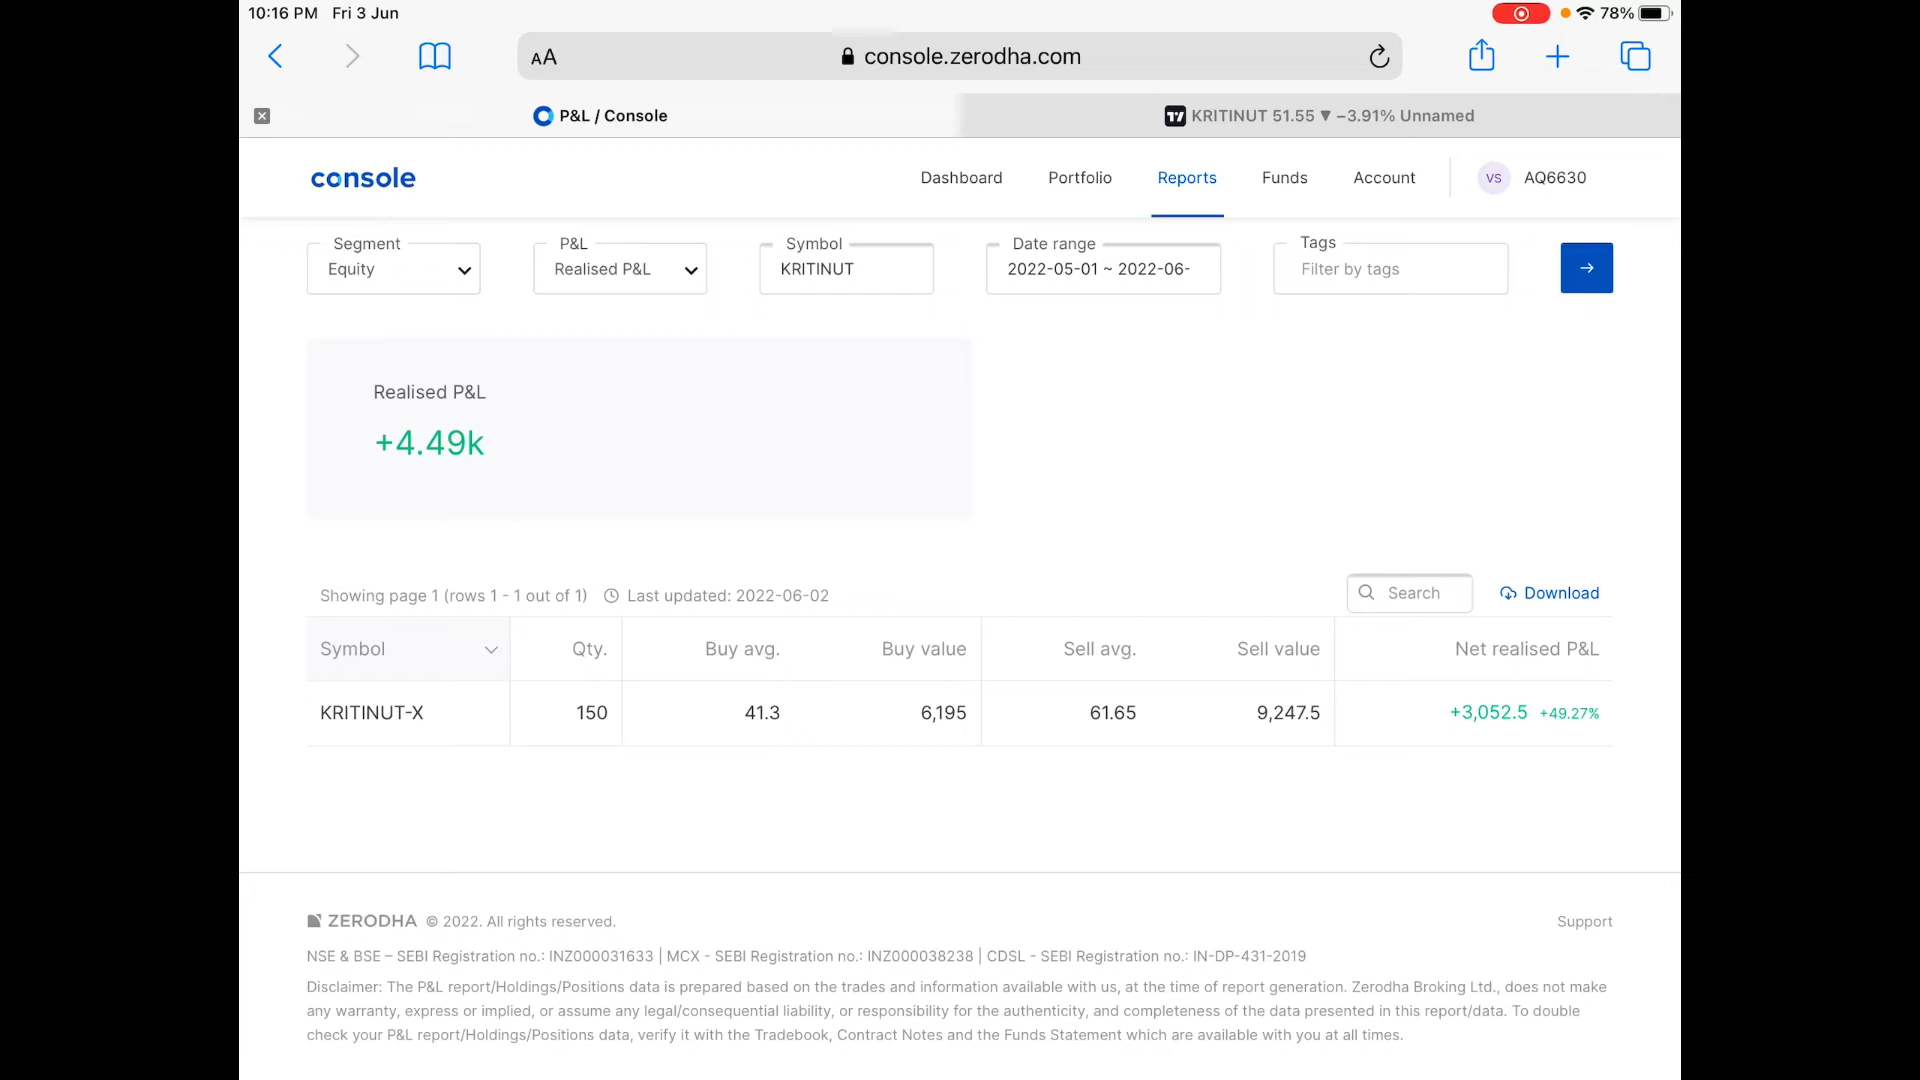 10:16 PM Fri 3 Jun 78%
AA console.zerodha.com
P&L / Console KRITINUT 51.55 ▼ −3.91% Unnamed
console Dashboard Portfolio Reports Funds Account VS AQ6630
Segment P&L Symbol Date range Tags
Equity Realised P&L KRITINUT 2022-05-01 ~ 2022-06- Filter by tags
Realised P&L
+4.49k
Showing page 1 (rows 1 - 1 out of 1) Last updated: 2022-06-02 Search Download
Symbol Qty. Buy avg. Buy value Sell avg. Sell value Net realised P&L
KRITINUT-X 150 41.3 6,195 61.65 9,247.5 +3,052.5 +49.27%
ZERODHA © 2022. All rights reserved. Support
NSE & BSE – SEBI Registration no.: INZ000031633 | MCX - SEBI Registration no.: INZ000038238 | CDSL - SEBI Registration no.: IN-DP-431-2019
Disclaimer: The P&L report/Holdings/Positions data is prepared based on the trades and information available with us, at the time of report generation. Zerodha Broking Ltd., does not make
any warranty, express or implied, or assume any legal/consequential liability, or responsibility for the authenticity, and completeness of the data presented in this report/data. To double
check your P&L report/Holdings/Positions data, verify it with the Tradebook, Contract Notes and the Funds Statement which are available with you at all times.